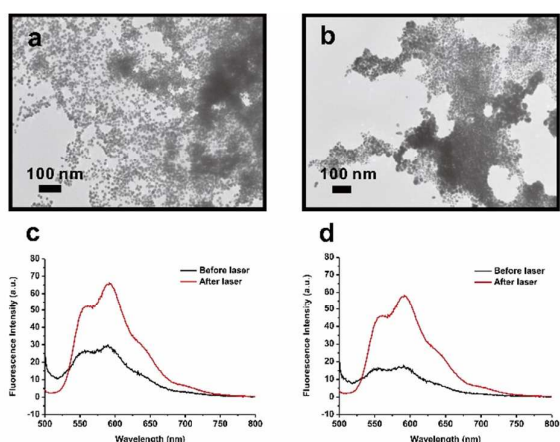 a
100 nm
b
100 nm
c
Fluorescence Intensity (a.u.)
80
70
60
50
40
30
20
10
0
-10
500
550
600
650
700
750
800
Wavelength (nm)
Before laser
After laser
d
Fluorescence Intensity (a.u.)
80
70
60
50
40
30
20
10
0
-10
500
550
600
650
700
750
800
Wavelength (nm)
Before laser
After laser